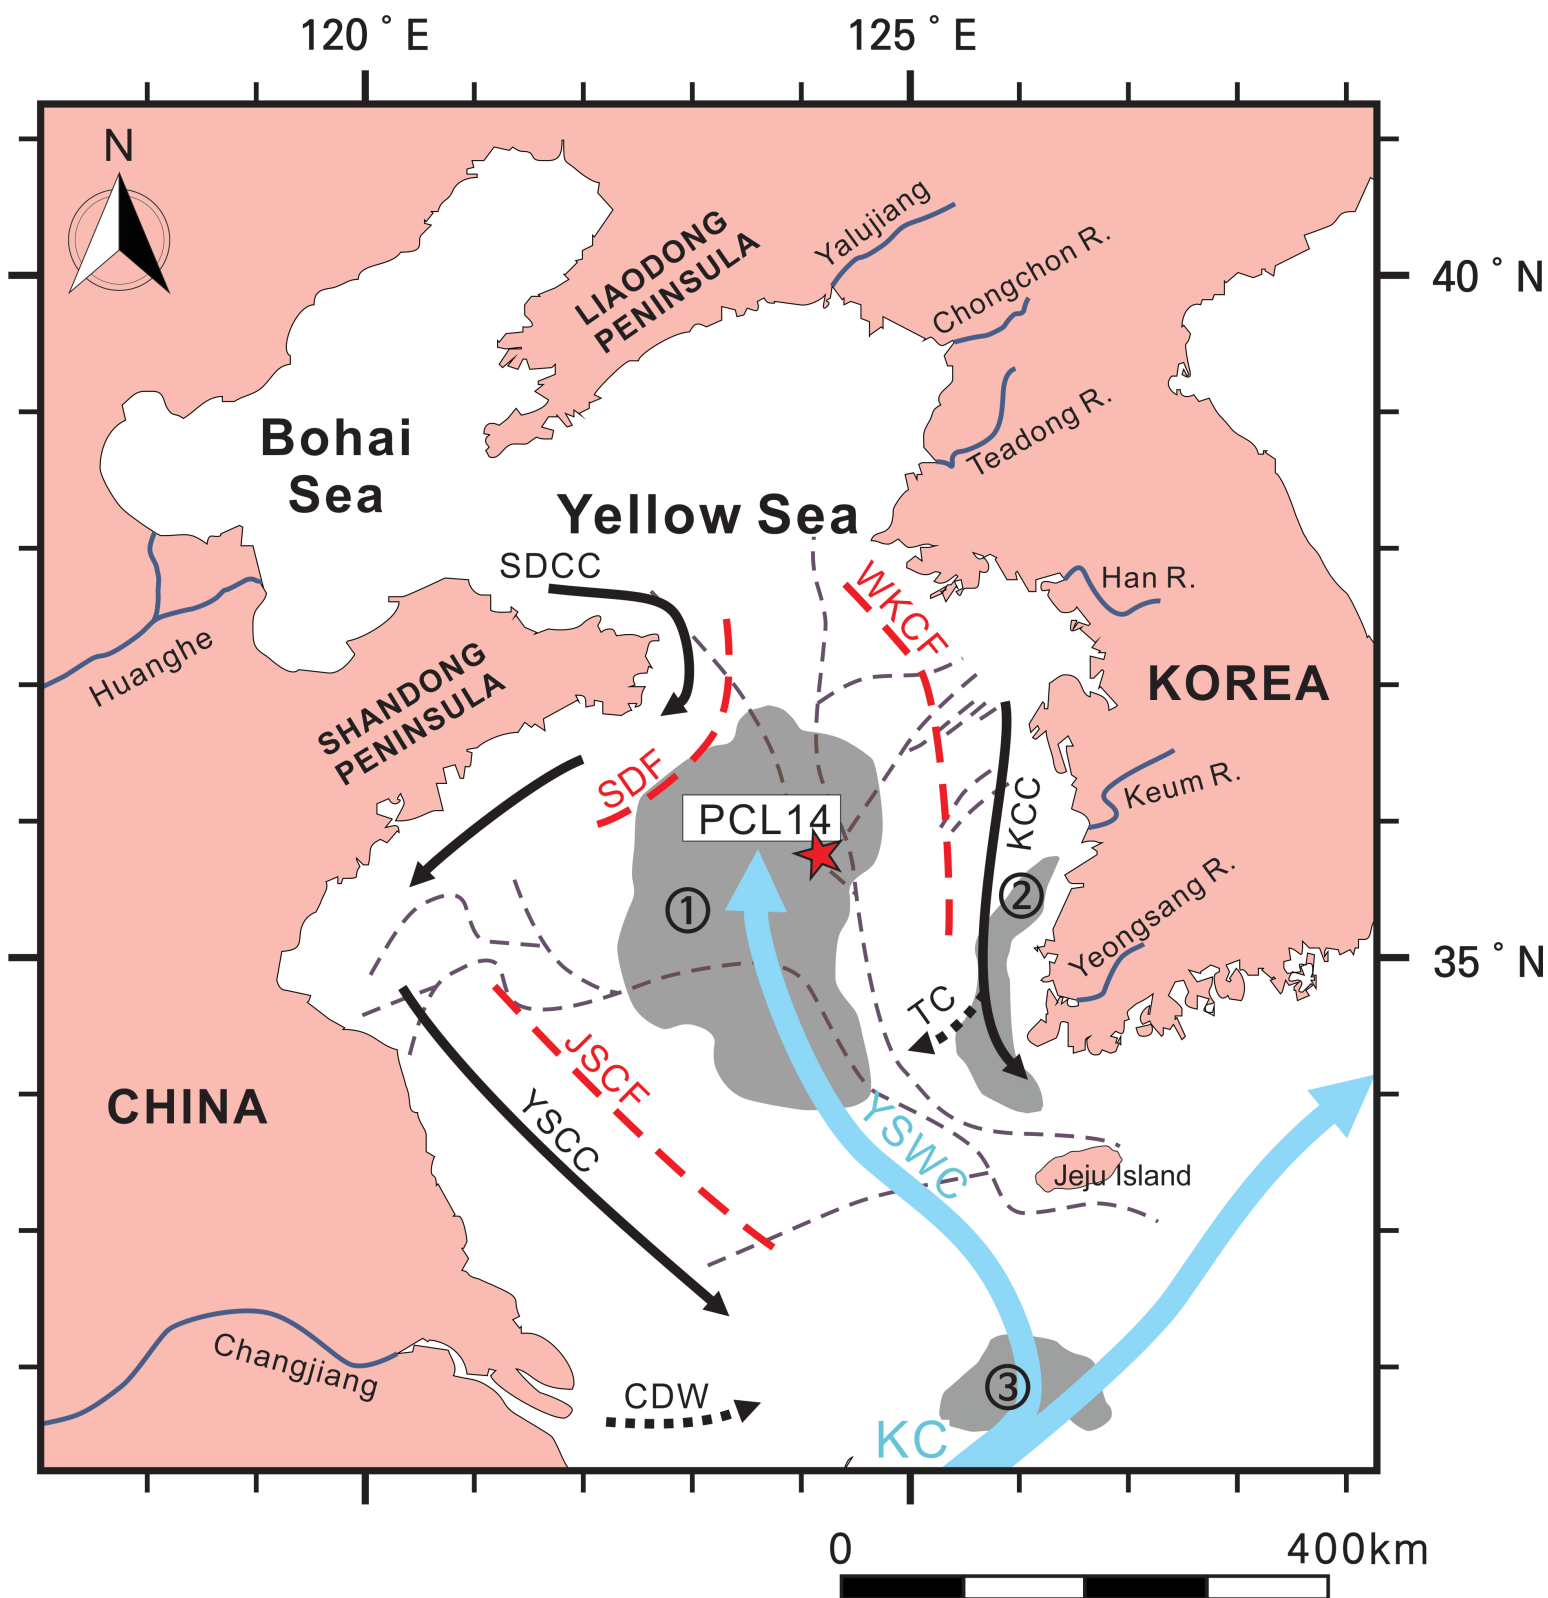 120 ° E
125 ° E
N
Yalujiang
LIAODONG
PENINSULA
Chongchon R.
40 ° N
Teadong R.
Bohai
Sea
Yellow Sea
SDCC
WKCF
Han R.
Huanghe
SHANDONG
PENINSULA
KOREA
SDF
PCL14
KCC
Keum R.
①
②
Yeongsang R.
35 ° N
TC
JSCF
CHINA
YSCC
YSWC
Jeju Island
Changjiang
CDW
③
KC
0
400km